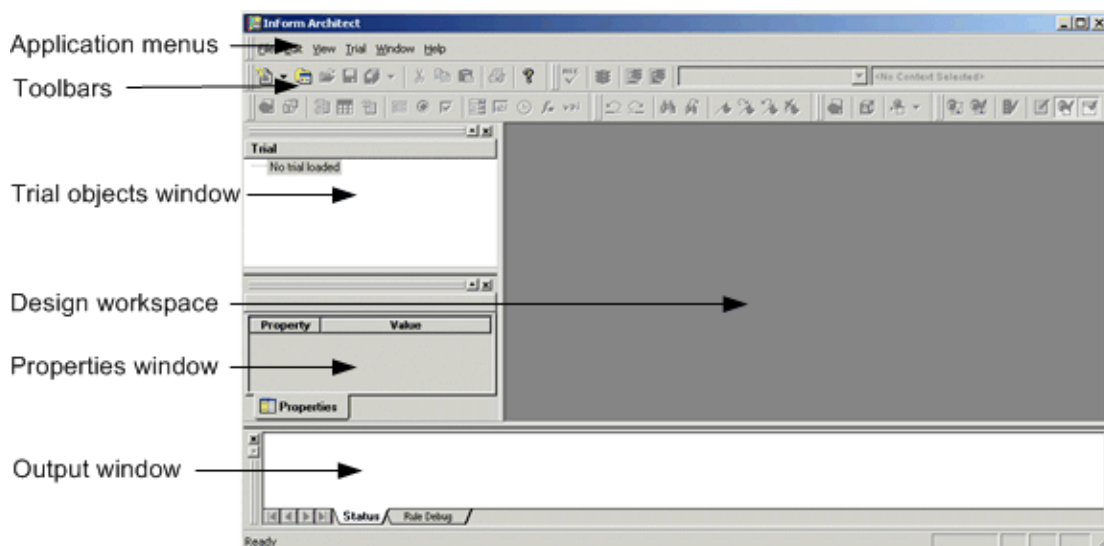 InForm Architect
Application menus
View Trial Window Help
Toolbars
<No Context Selected>
Trial
No trial loaded
Trial objects window
Design workspace
Property Value
Properties window
Properties
Output window
Status Rule Debug
Ready